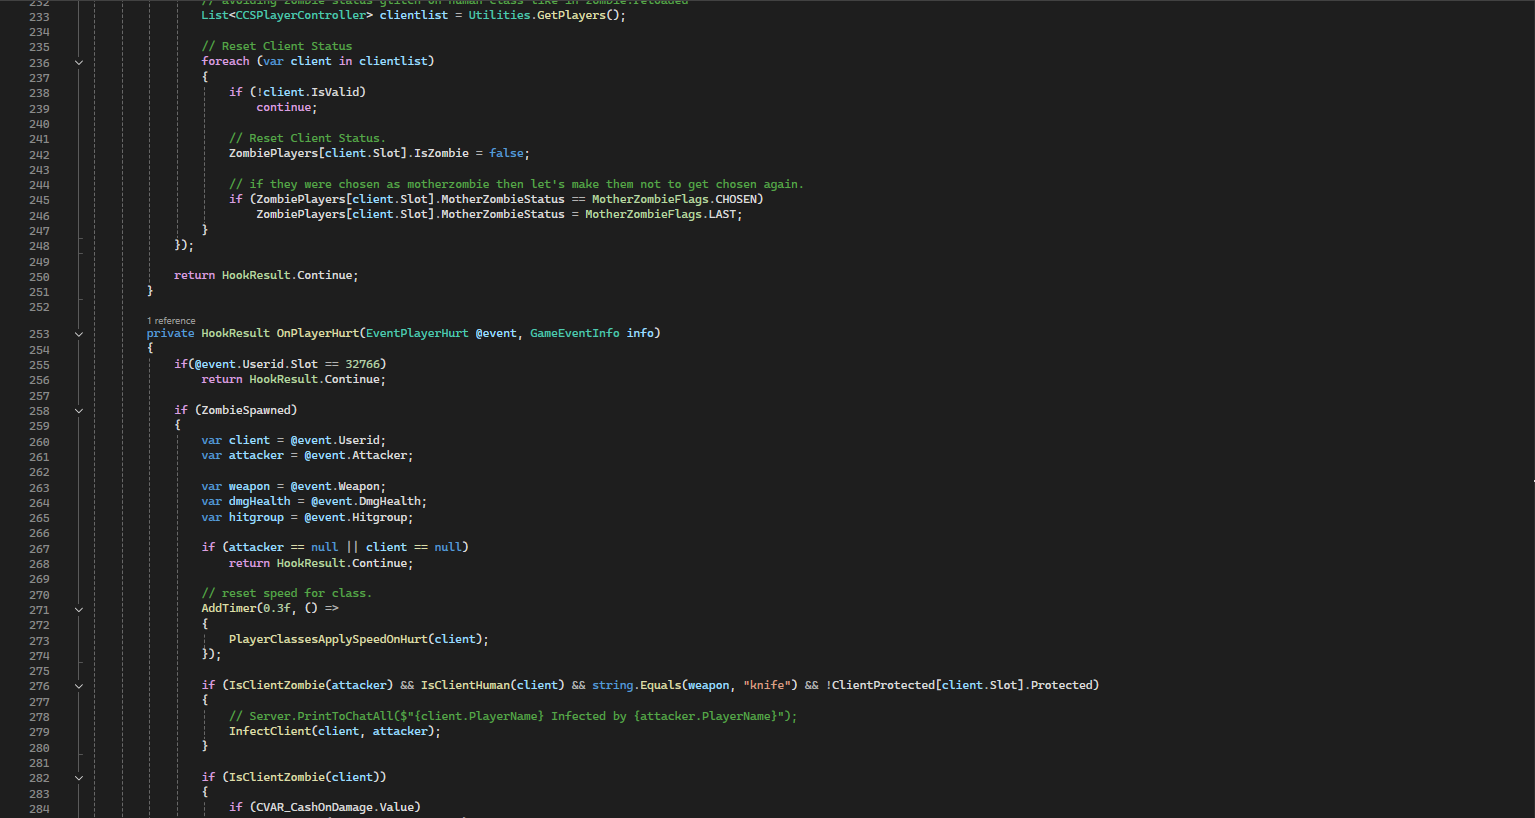 232 // avoiding zombie status glitch on human class like in zombie:reloaded
233 List<CCSPlayerController> clientlist = Utilities.GetPlayers();
234
235 // Reset Client Status
236 foreach (var client in clientlist)
237 {
238 if (!client.IsValid)
239 continue;
240
241 // Reset Client Status.
242 ZombiePlayers[client.Slot].IsZombie = false;
243
244 // if they were chosen as motherzombie then let's make them not to get chosen again.
245 if (ZombiePlayers[client.Slot].MotherZombieStatus == MotherZombieFlags.CHOSEN)
246 ZombiePlayers[client.Slot].MotherZombieStatus = MotherZombieFlags.LAST;
247 }
248 });
249
250 return HookResult.Continue;
251 }
252
1 reference
253 private HookResult OnPlayerHurt(EventPlayerHurt @event, GameEventInfo info)
254 {
255 if(@event.Userid.Slot == 32766)
256 return HookResult.Continue;
257
258 if (ZombieSpawned)
259 {
260 var client = @event.Userid;
261 var attacker = @event.Attacker;
262
263 var weapon = @event.Weapon;
264 var dmgHealth = @event.DmgHealth;
265 var hitgroup = @event.Hitgroup;
266
267 if (attacker == null || client == null)
268 return HookResult.Continue;
269
270 // reset speed for class.
271 AddTimer(0.3f, () =>
272 {
273 PlayerClassesApplySpeedOnHurt(client);
274 });
275
276 if (IsClientZombie(attacker) && IsClientHuman(client) && string.Equals(weapon, "knife") && !ClientProtected[client.Slot].Protected)
277 {
278 // Server.PrintToChatAll($"{client.PlayerName} Infected by {attacker.PlayerName}");
279 InfectClient(client, attacker);
280 }
281
282 if (IsClientZombie(client))
283 {
284 if (CVAR_CashOnDamage.Value)